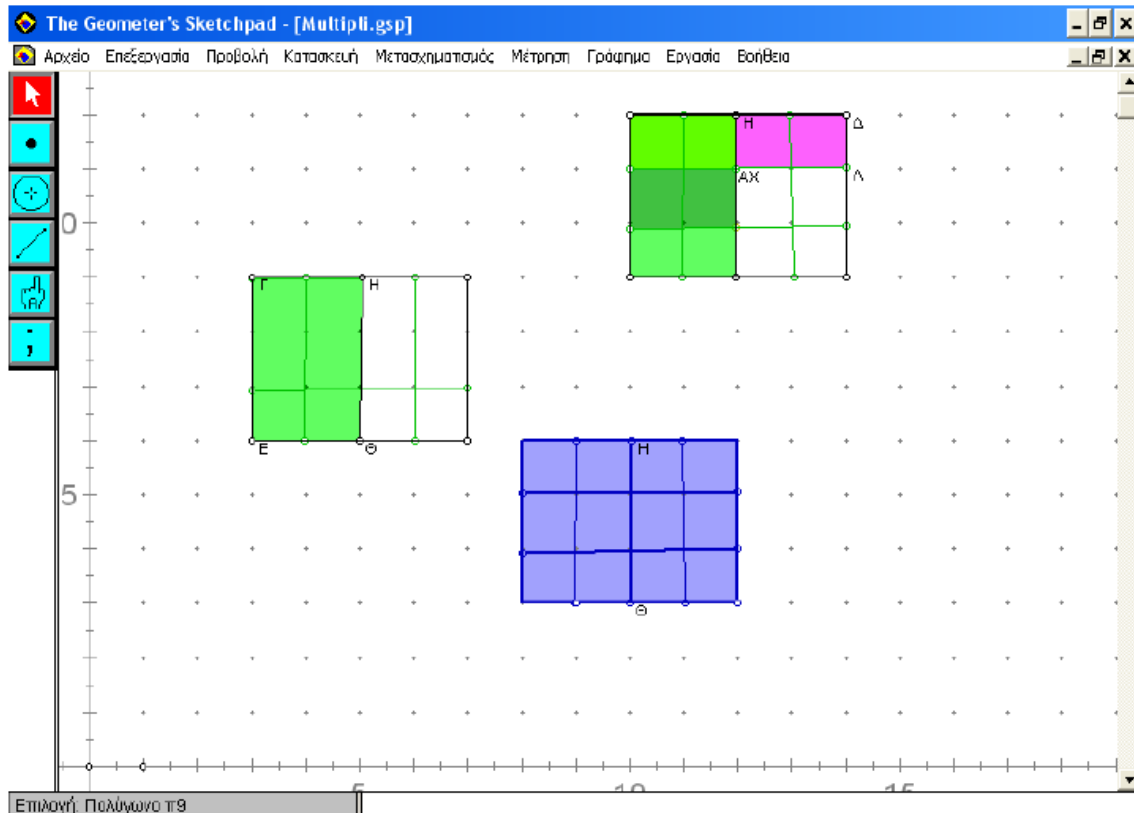 The Geometer's Sketchpad - [Multipli.gsp]
Αρχείο Επεξεργασία Προβολή Κατασκευή Μετασχηματισμός Μέτρηση Γράφημα Εργασία Βοήθεια
Η Δ
ΑΧ Λ
0
Γ Η
Ε Θ
Η
5
Θ
5 10 15
Επιλογή: Πολύγωνο π9